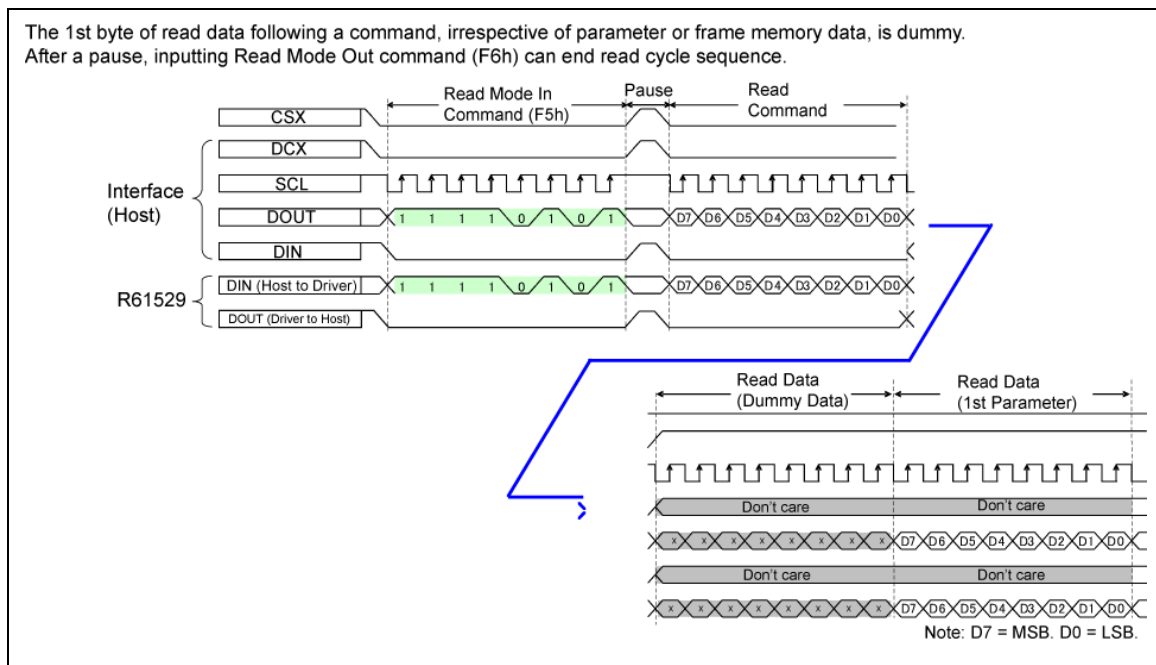 The 1st byte of read data following a command, irrespective of parameter or frame memory data, is dummy.
After a pause, inputting Read Mode Out command (F6h) can end read cycle sequence.
Read Mode In
Command (F5h)
Pause
Read
Command
CSX
DCX
Interface
(Host)
SCL
DOUT
1 1 1 1 0 1 0 1
D7 D6 D5 D4 D3 D2 D1 D0
DIN
R61529
DIN (Host to Driver)
1 1 1 1 0 1 0 1
D7 D6 D5 D4 D3 D2 D1 D0
DOUT (Driver to Host)
Read Data
(Dummy Data)
Read Data
(1st Parameter)
Don't care
Don't care
x x x x x x x x
D7 D6 D5 D4 D3 D2 D1 D0
Don't care
Don't care
x x x x x x x x
D7 D6 D5 D4 D3 D2 D1 D0
Note: D7 = MSB. D0 = LSB.